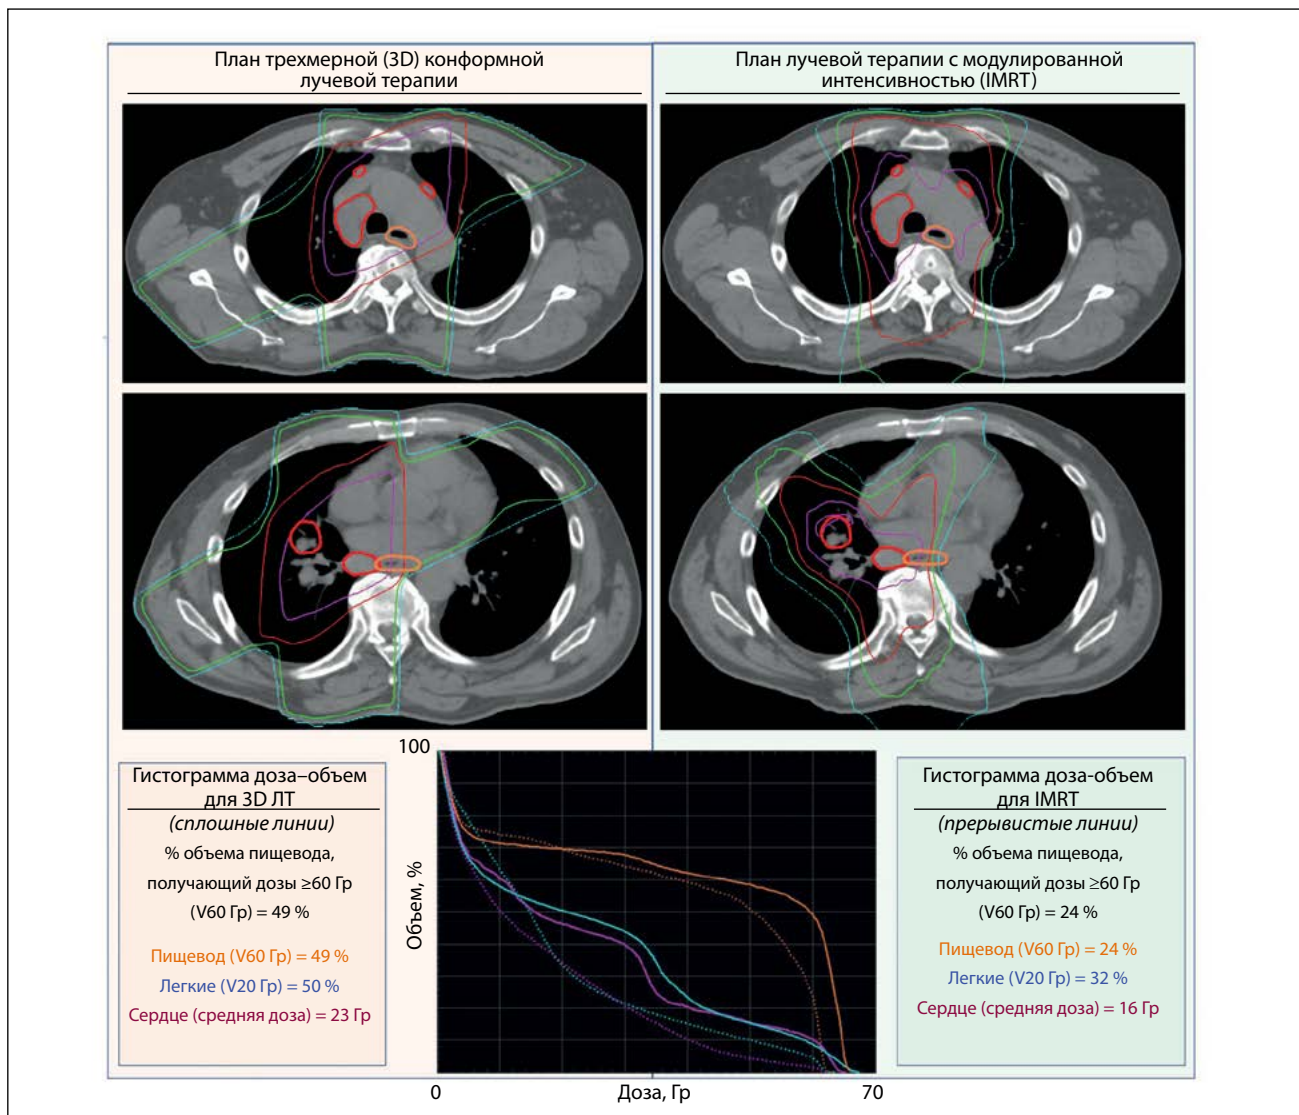 План трехмерной (3D) конформной
лучевой терапии
План лучевой терапии с модулированной
интенсивностью (IMRT)
Гистограмма доза–объем
для 3D ЛТ
(сплошные линии)
% объема пищевода,
получающий дозы ≥60 Гр
(V60 Гр) = 49 %
Пищевод (V60 Гр) = 49 %
Легкие (V20 Гр) = 50 %
Сердце (средняя доза) = 23 Гр
100
Объем, %
0
Доза, Гр
70
Гистограмма доза-объем
для IMRT
(прерывистые линии)
% объема пищевода,
получающий дозы ≥60 Гр
(V60 Гр) = 24 %
Пищевод (V60 Гр) = 24 %
Легкие (V20 Гр) = 32 %
Сердце (средняя доза) = 16 Гр